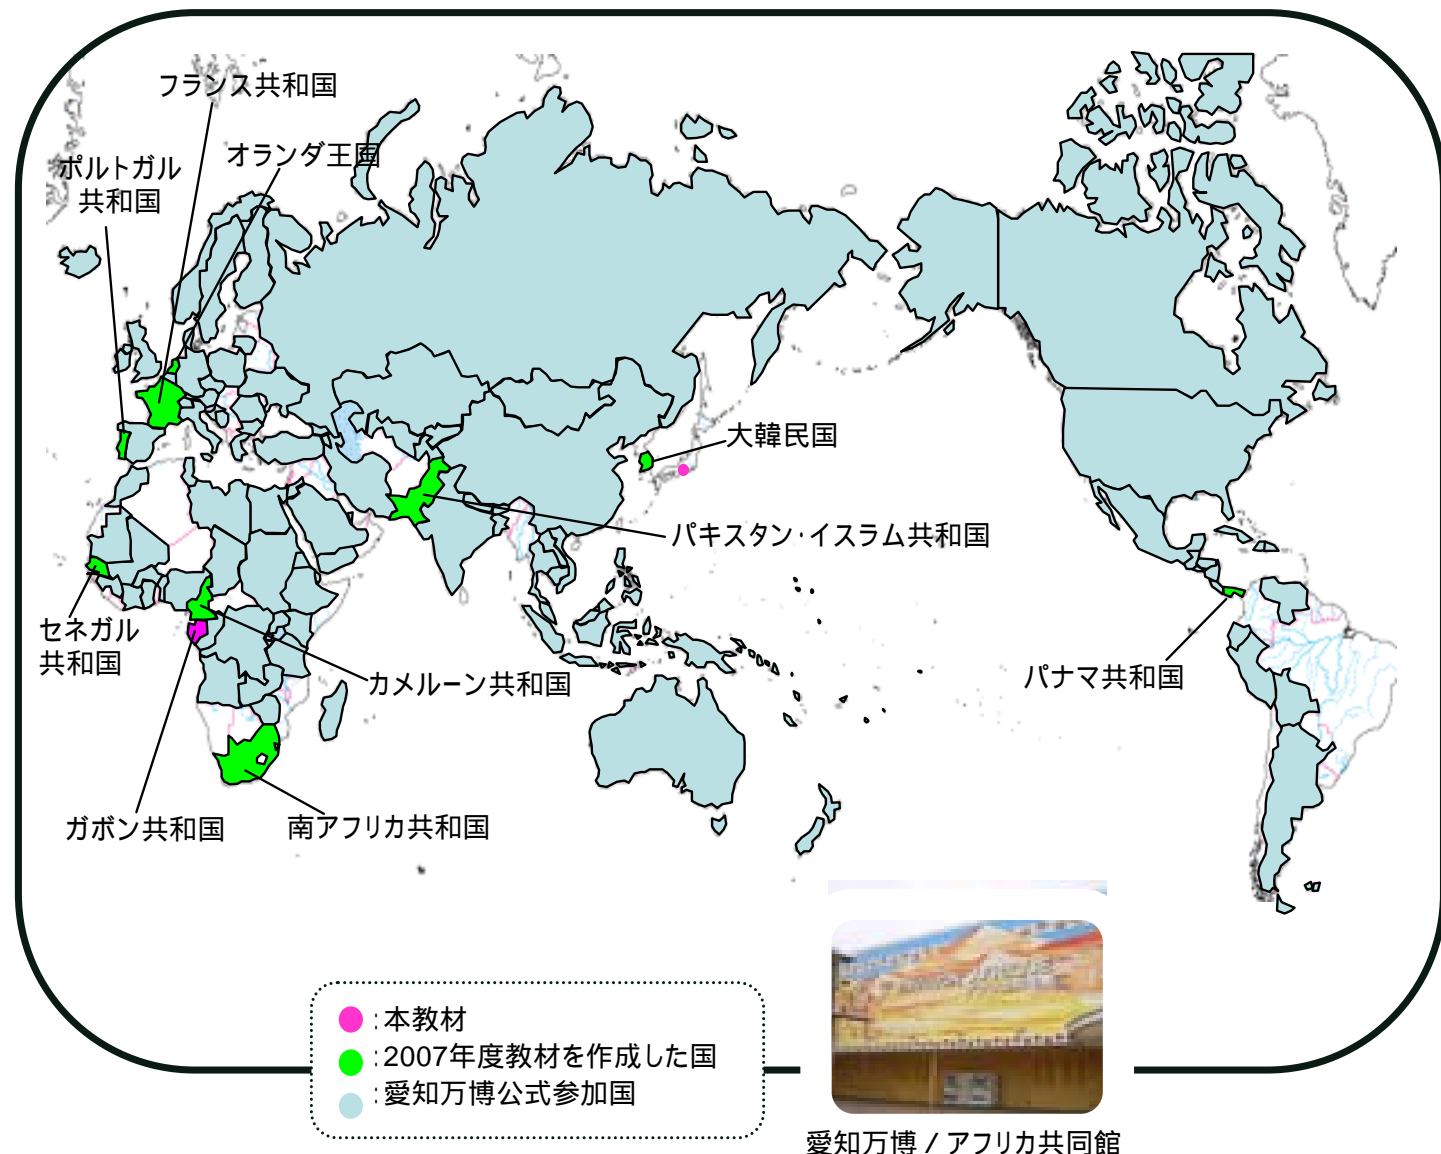 フランス共和国
オランダ王国
ポルトガル
共和国
大韓民国
パキスタン・イスラム共和国
セネガル
共和国
カメルーン共和国
パナマ共和国
ガボン共和国
南アフリカ共和国
:本教材
:2007年度教材を作成した国
:愛知万博公式参加国
愛知万博 / アフリカ共同館